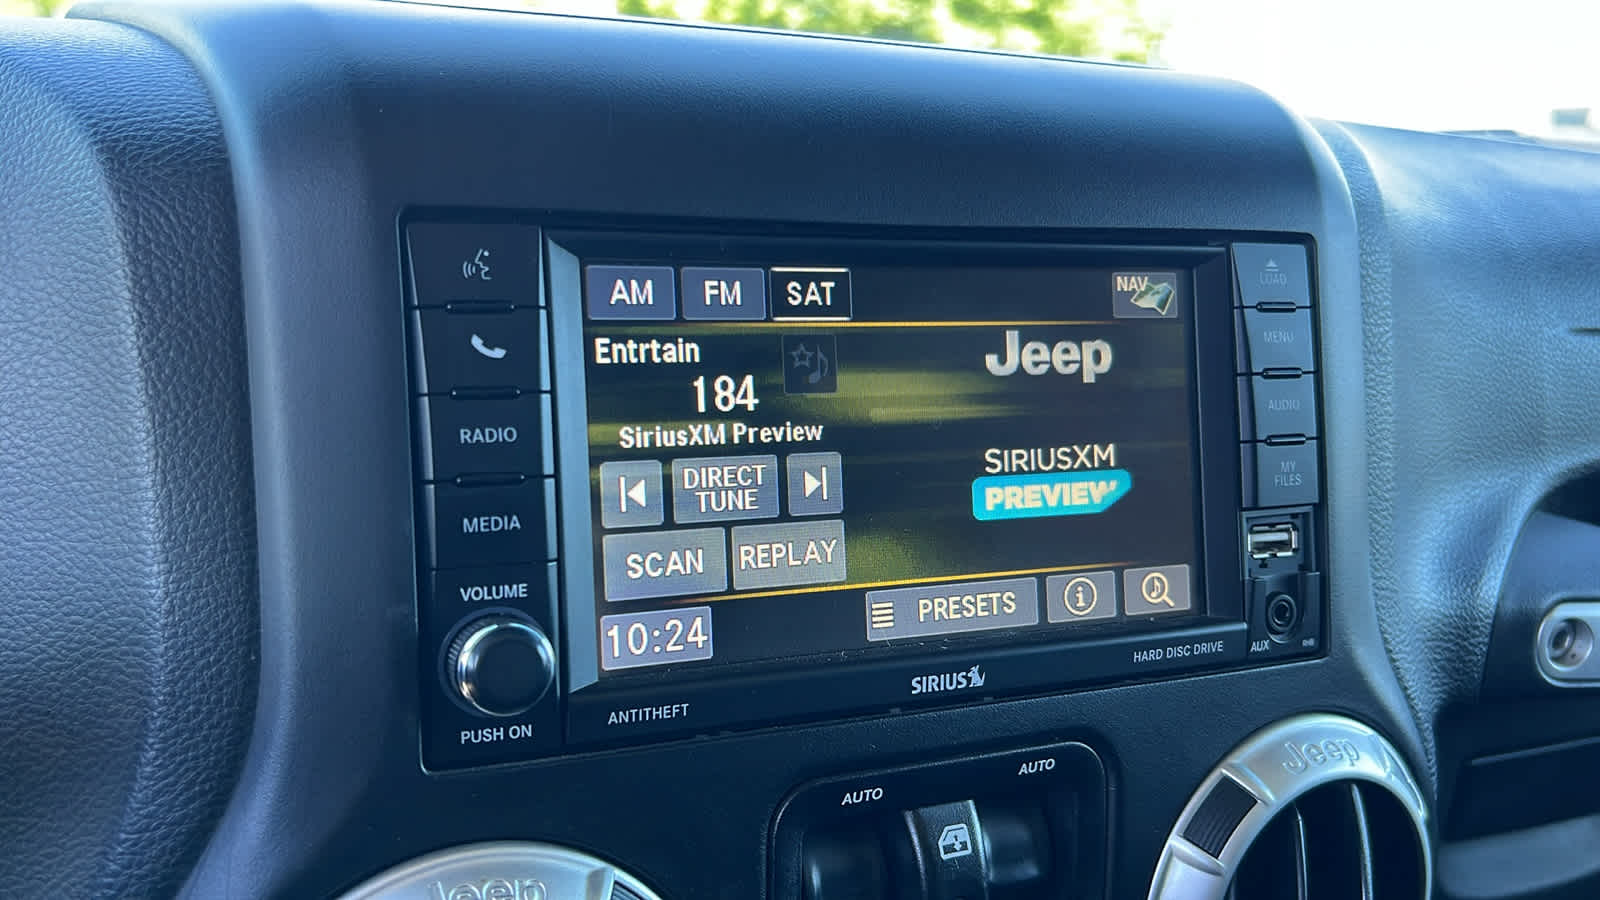 AM FM SAT NAV
Entrtain
184
SiriusXM Preview
DIRECT
TUNE
SCAN REPLAY
10:24
PRESETS
i
Jeep
SIRIUSXM
PREVIEW
RADIO
MEDIA
VOLUME
PUSH ON
ANTITHEFT
SIRIUS
HARD DISC DRIVE
LOAD
MENU
AUDIO
MY
FILES
AUX
AUTO
AUTO
Jeep
Jeep